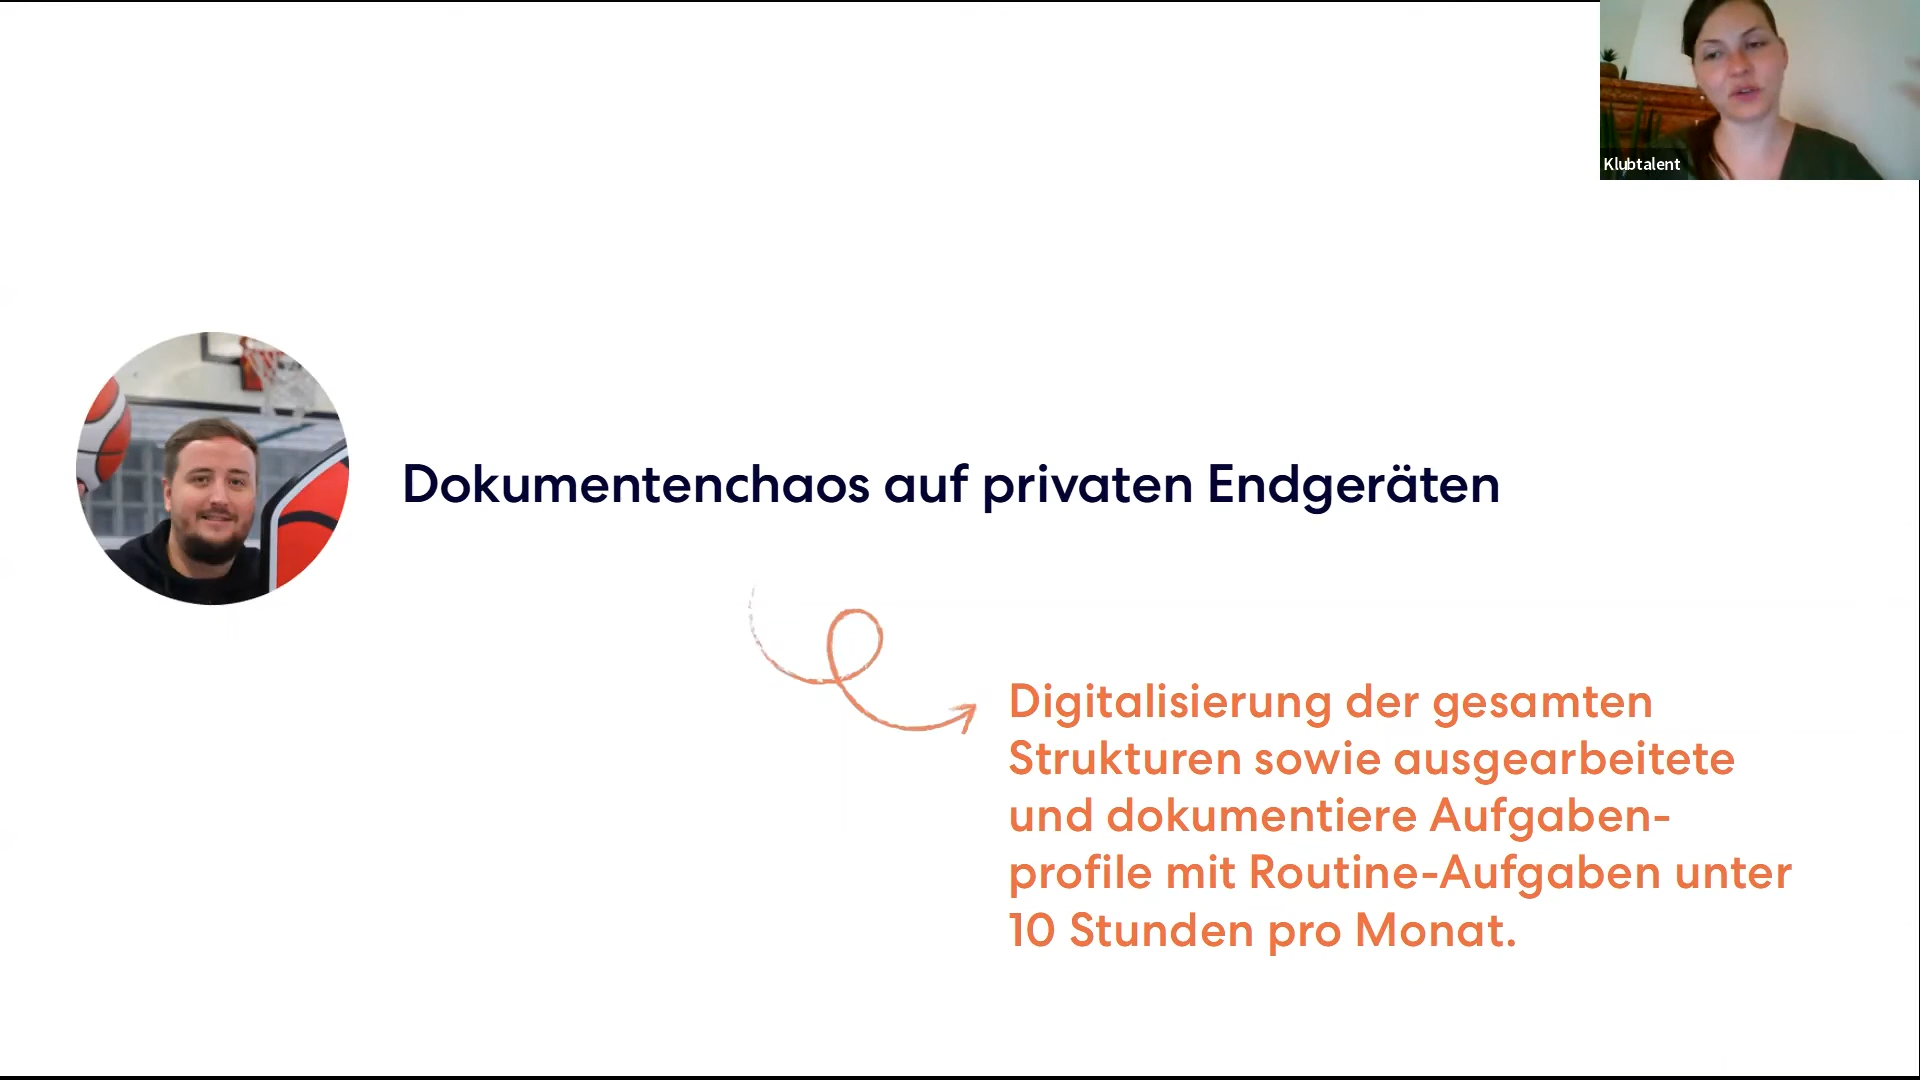 Klubtalent
Dokumentenchaos auf privaten Endgeräten
Digitalisierung der gesamten
Strukturen sowie ausgearbeitete
und dokumentiere Aufgaben-
profile mit Routine-Aufgaben unter
10 Stunden pro Monat.